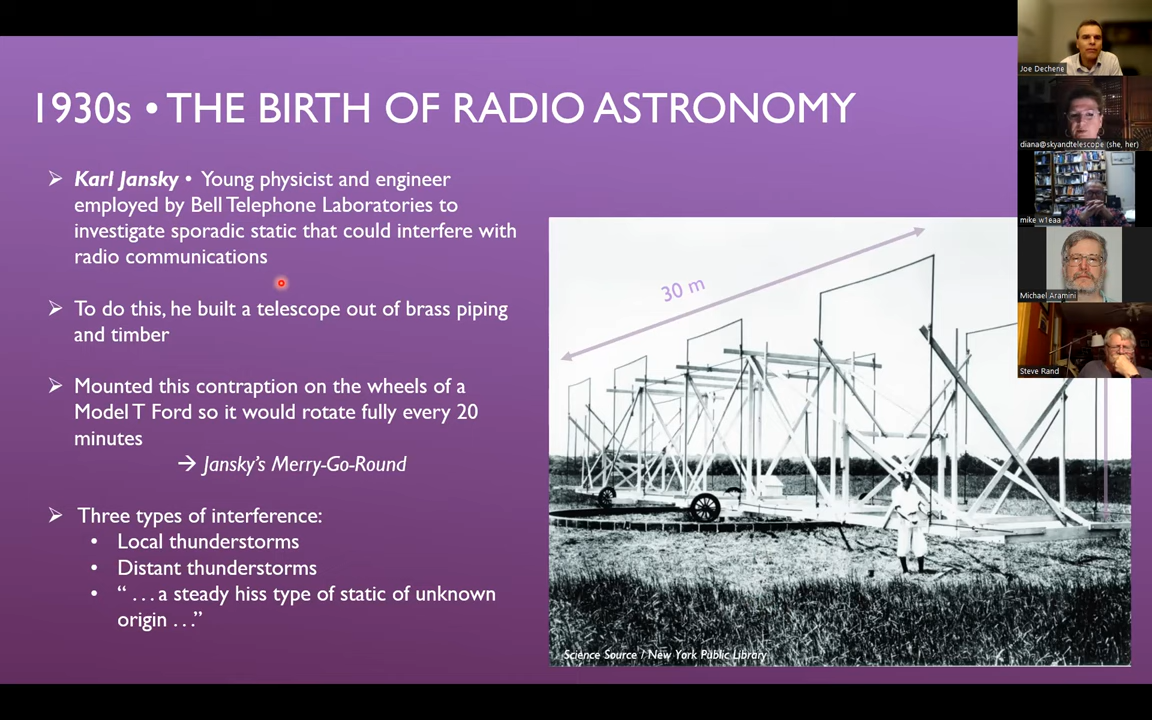 1930s • THE BIRTH OF RADIO ASTRONOMY
Karl Jansky • Young physicist and engineer
employed by Bell Telephone Laboratories to
investigate sporadic static that could interfere with
radio communications
To do this, he built a telescope out of brass piping
and timber
Mounted this contraption on the wheels of a
Model T Ford so it would rotate fully every 20
minutes
→ Jansky's Merry-Go-Round
Three types of interference:
• Local thunderstorms
• Distant thunderstorms
• “ . . . a steady hiss type of static of unknown
origin . . .”
30 m
Science Source / New York Public Library
Joe Dechene
diana@skyandtelescope (she, her)
mike w1eaa
Michael Aramini
Steve Rand